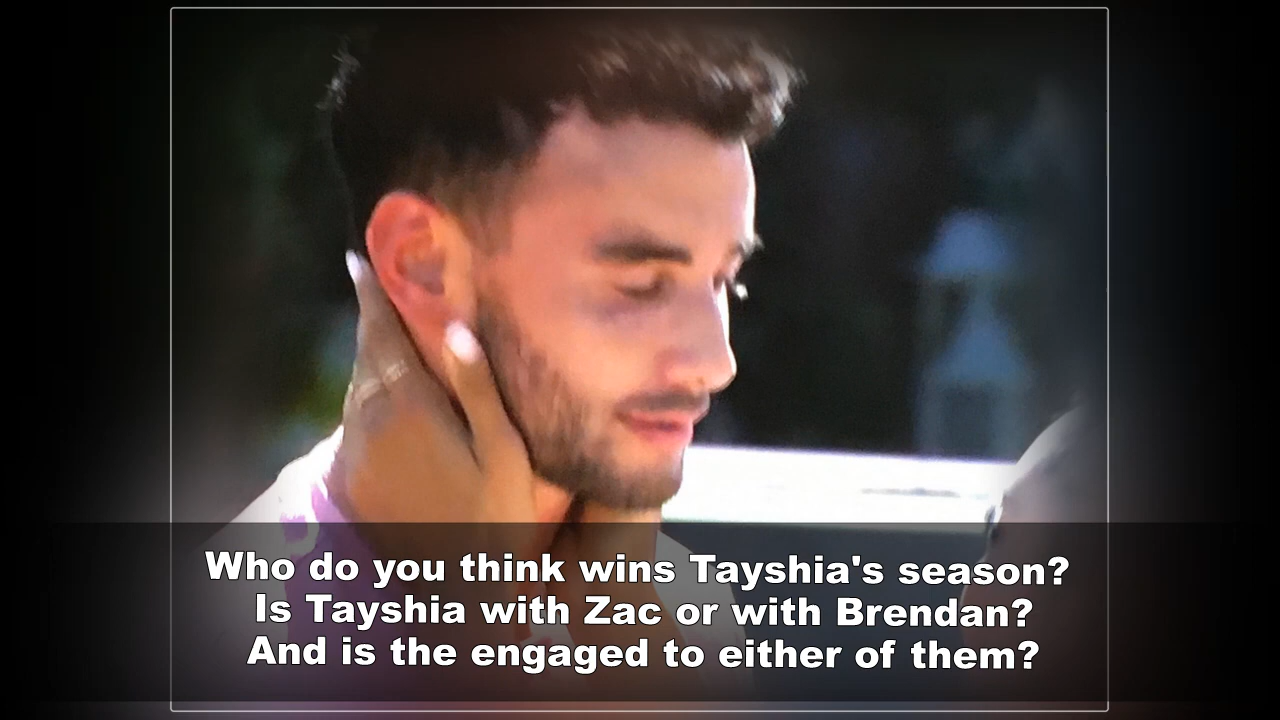 Who do you think wins Tayshia's season?
Is Tayshia with Zac or with Brendan?
And is the engaged to either of them?